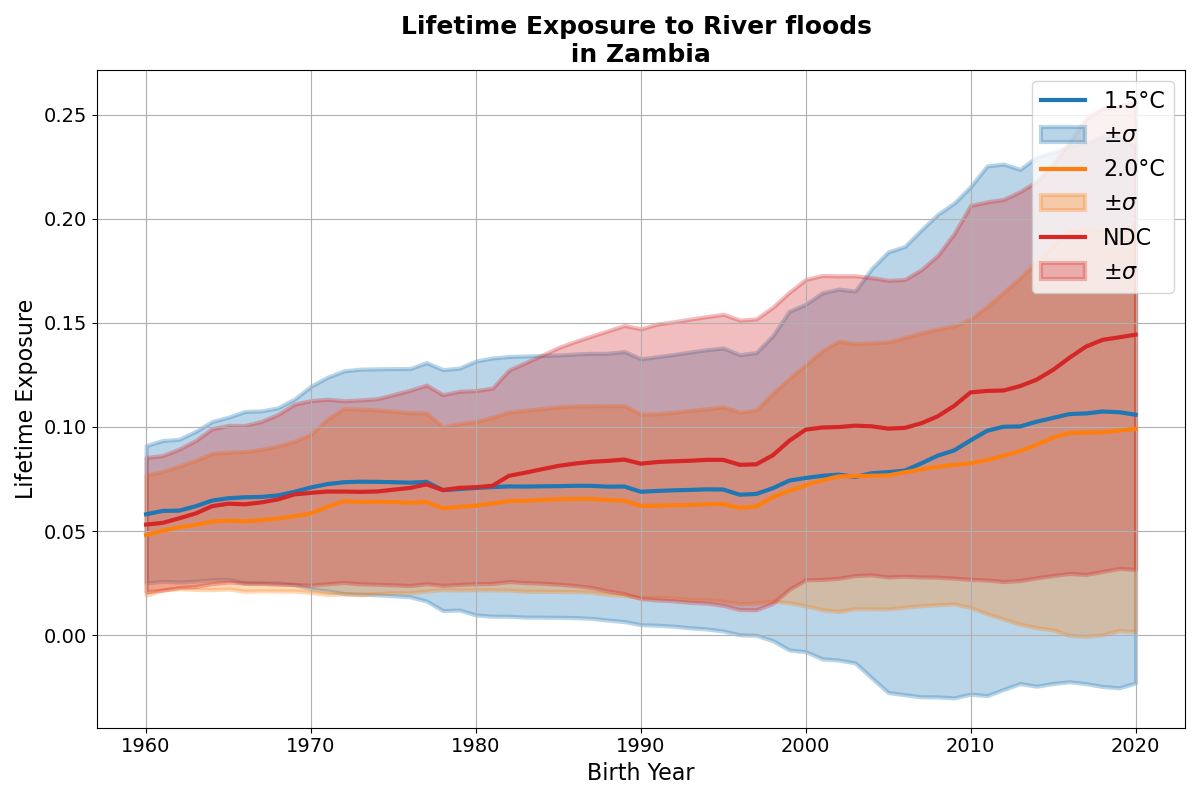 Lifetime Exposure to River floods
in Zambia
Lifetime Exposure
0.25
0.20
0.15
0.10
0.05
0.00
1.5°C
±σ
2.0°C
±σ
NDC
±σ
1960 1970 1980 1990 2000 2010 2020
Birth Year